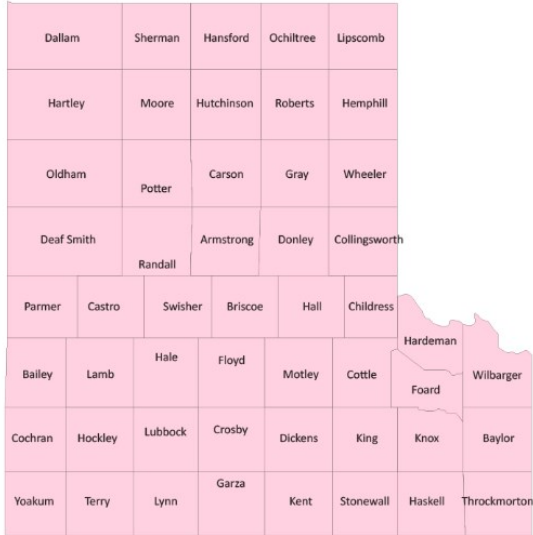 Dallam Sherman Hansford Ochiltree Lipscomb
Hartley Moore Hutchinson Roberts Hemphill
Oldham Potter Carson Gray Wheeler
Deaf Smith Randall Armstrong Donley Collingsworth
Parmer Castro Swisher Briscoe Hall Childress
Hardeman
Bailey Lamb Hale Floyd Motley Cottle Foard Wilbarger
Cochran Hockley Lubbock Crosby Dickens King Knox Baylor
Yoakum Terry Lynn Garza Kent Stonewall Haskell Throckmorton